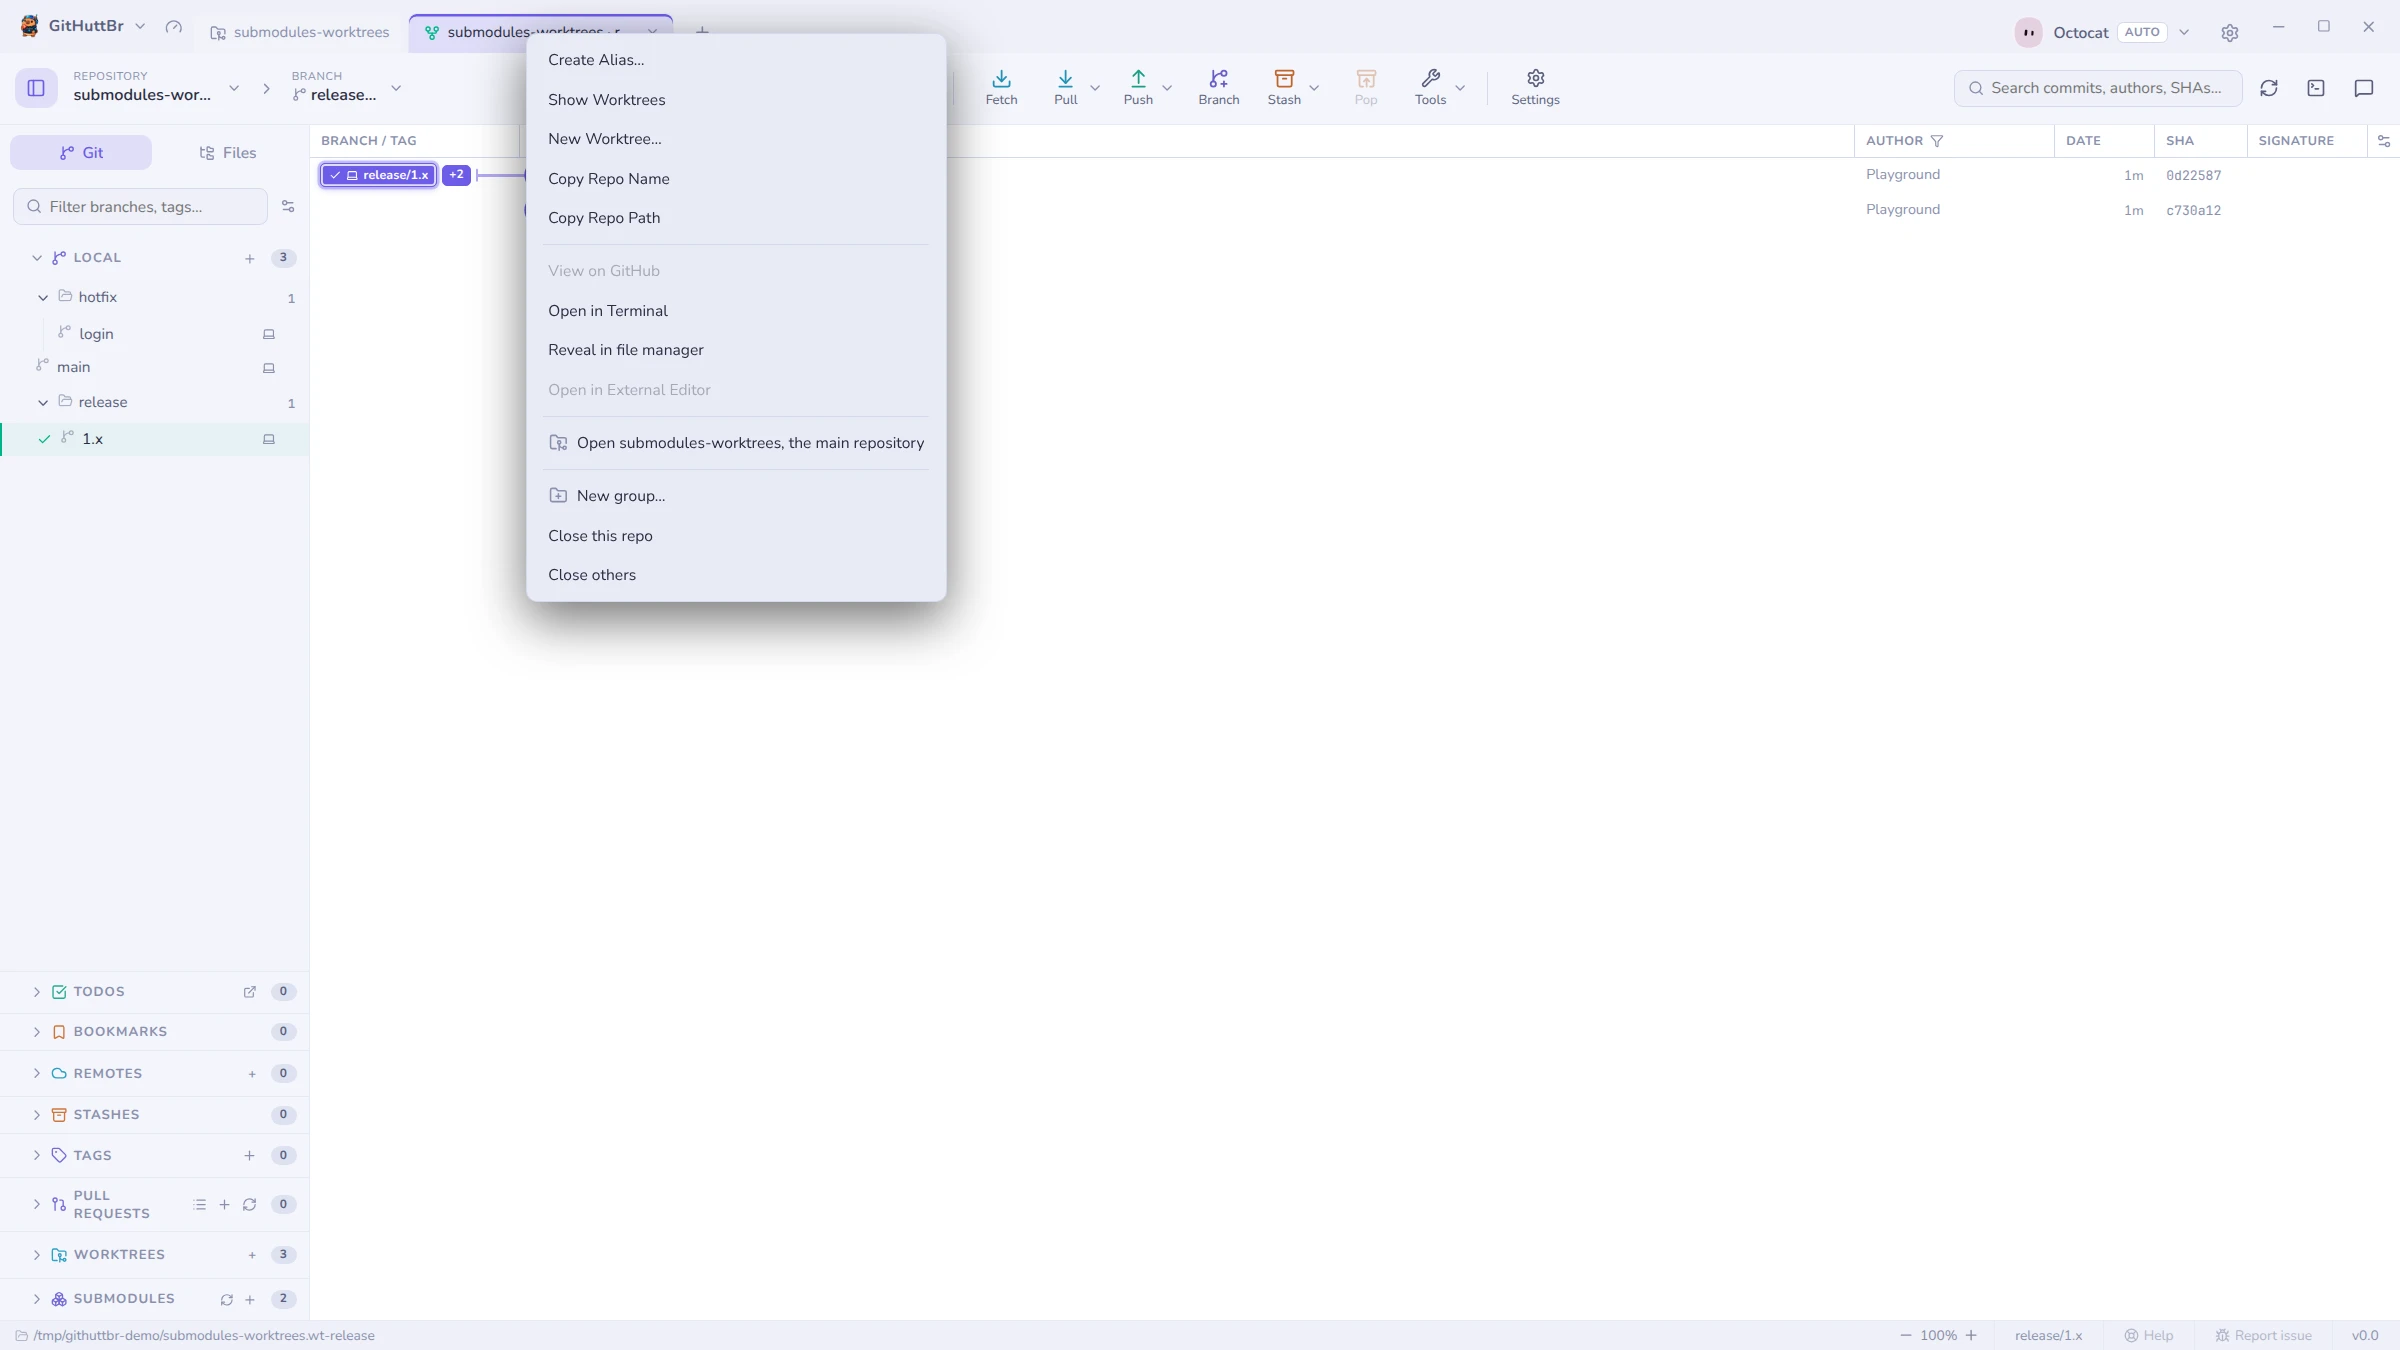 GitHuttBr
submodules-worktrees
submodules-worktrees · r
Octocat
AUTO
REPOSITORY
submodules-wor...
BRANCH
release...
Fetch
Pull
Push
Branch
Stash
Pop
Tools
Settings
Search commits, authors, SHAs...
Git
Files
Filter branches, tags...
LOCAL
3
hotfix
1
login
main
release
1
1.x
TODOS
0
BOOKMARKS
0
REMOTES
0
STASHES
0
TAGS
0
PULL
REQUESTS
0
WORKTREES
3
SUBMODULES
2
BRANCH / TAG
AUTHOR
DATE
SHA
SIGNATURE
release/1.x
+2
Playground
1m
0d22587
Playground
1m
c730a12
Create Alias...
Show Worktrees
New Worktree...
Copy Repo Name
Copy Repo Path
View on GitHub
Open in Terminal
Reveal in file manager
Open in External Editor
Open submodules-worktrees, the main repository
New group...
Close this repo
Close others
/tmp/githuttbr-demo/submodules-worktrees.wt-release
100%
release/1.x
Help
Report issue
v0.0